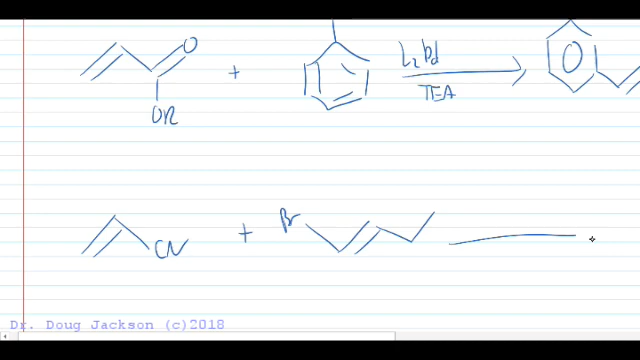 O
+
L₂Pd
TEA
OR
Br
+
CN
Dr. Doug Jackson (c)2018